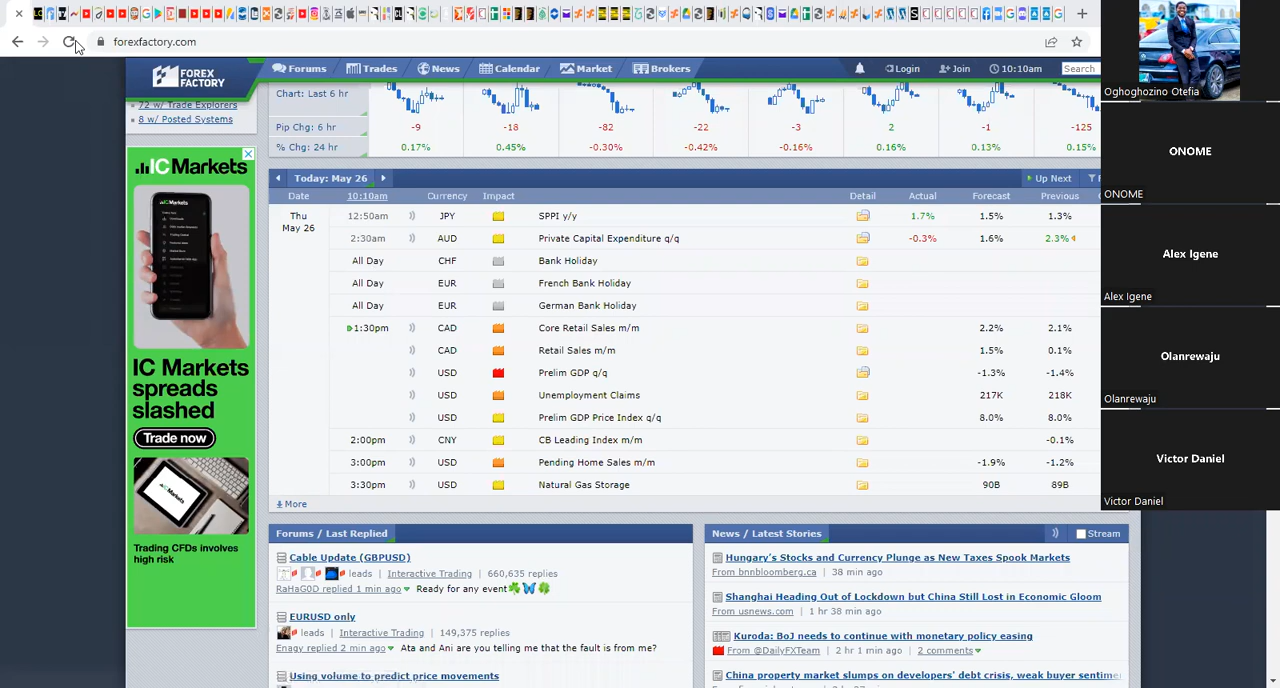 forexfactory.com
FOREX
FACTORY
Forums
Trades
News
Calendar
Market
Brokers
Login
Join
10:10am
Search
72 w/ Trade Explorers
8 w/ Posted Systems
Chart: Last 6 hr
Pip Chg: 6 hr -9 -18 -82 -22 -3 2 -1 -125
% Chg: 24 hr 0.17% 0.45% -0.30% -0.42% -0.16% 0.16% 0.13% 0.15%
Today: May 26
Up Next
Date 10:10am Currency Impact Detail Actual Forecast Previous
Thu
May 26
12:50am JPY SPPI y/y 1.7% 1.5% 1.3%
2:30am AUD Private Capital Expenditure q/q -0.3% 1.6% 2.3%
All Day CHF Bank Holiday
All Day EUR French Bank Holiday
All Day EUR German Bank Holiday
1:30pm CAD Core Retail Sales m/m 2.2% 2.1%
CAD Retail Sales m/m 1.5% 0.1%
USD Prelim GDP q/q -1.3% -1.4%
USD Unemployment Claims 217K 218K
USD Prelim GDP Price Index q/q 8.0% 8.0%
2:00pm CNY CB Leading Index m/m -0.1%
3:00pm USD Pending Home Sales m/m -1.9% -1.2%
3:30pm USD Natural Gas Storage 90B 89B
More
IC Markets
IC Markets
spreads
slashed
Trade now
Trading CFDs involves
high risk
Forums / Last Replied
Cable Update (GBPUSD)
leads | Interactive Trading | 660,635 replies
RaHaG0D replied 1 min ago Ready for any event
EURUSD only
leads | Interactive Trading | 149,375 replies
Enagy replied 2 min ago Ata and Ani are you telling me that the fault is from me?
Using volume to predict price movements
News / Latest Stories
Stream
Hungary's Stocks and Currency Plunge as New Taxes Spook Markets
From bnnbloomberg.ca | 38 min ago
Shanghai Heading Out of Lockdown but China Still Lost in Economic Gloom
From usnews.com | 1 hr 38 min ago
Kuroda: BoJ needs to continue with monetary policy easing
From @DailyFXTeam | 2 hr 1 min ago | 2 comments
China property market slumps on developers' debt crisis, weak buyer sentime
Oghoghozino Otefia
ONOME
ONOME
Alex Igene
Alex Igene
Olanrewaju
Olanrewaju
Victor Daniel
Victor Daniel